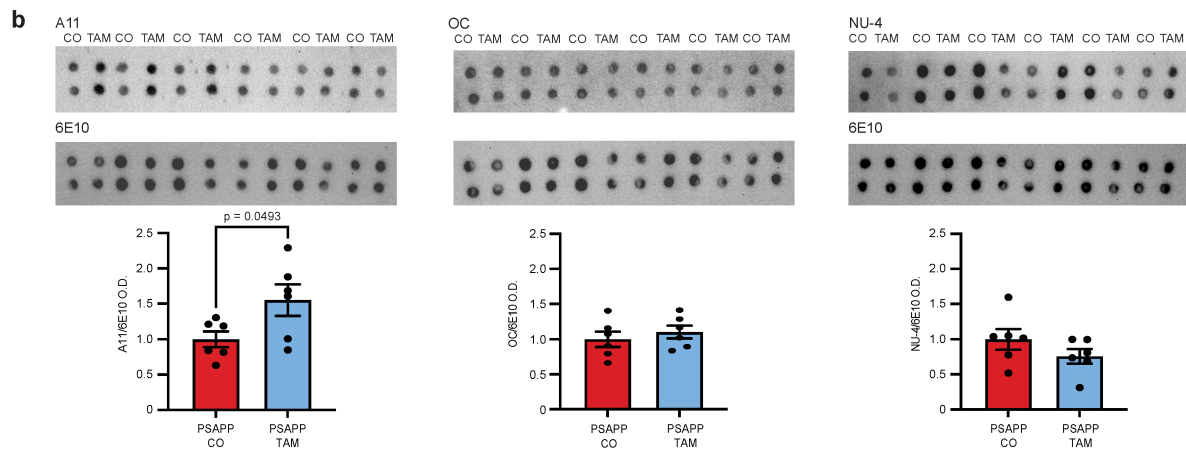 b
A11
CO TAM CO TAM CO TAM CO TAM CO TAM CO TAM
6E10
p = 0.0493
2.5
2.0
1.5
1.0
0.5
0
A11/6E10 O.D.
PSAPP CO
PSAPP TAM
OC
CO TAM CO TAM CO TAM CO TAM CO TAM CO TAM
2.5
2.0
1.5
1.0
0.5
0
OC/6E10 O.D.
PSAPP CO
PSAPP TAM
NU-4
CO TAM CO TAM CO TAM CO TAM CO TAM CO TAM
6E10
2.5
2.0
1.5
1.0
0.5
0
NU-4/6E10 O.D.
PSAPP CO
PSAPP TAM